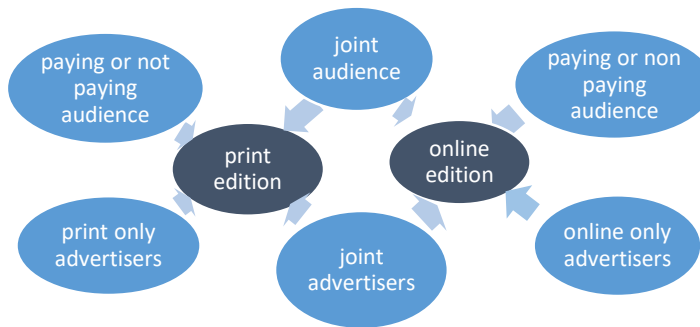 paying or not
paying
audience
joint
audience
paying or non
paying
audience
print
edition
online
edition
print only
advertisers
joint
advertisers
online only
advertisers